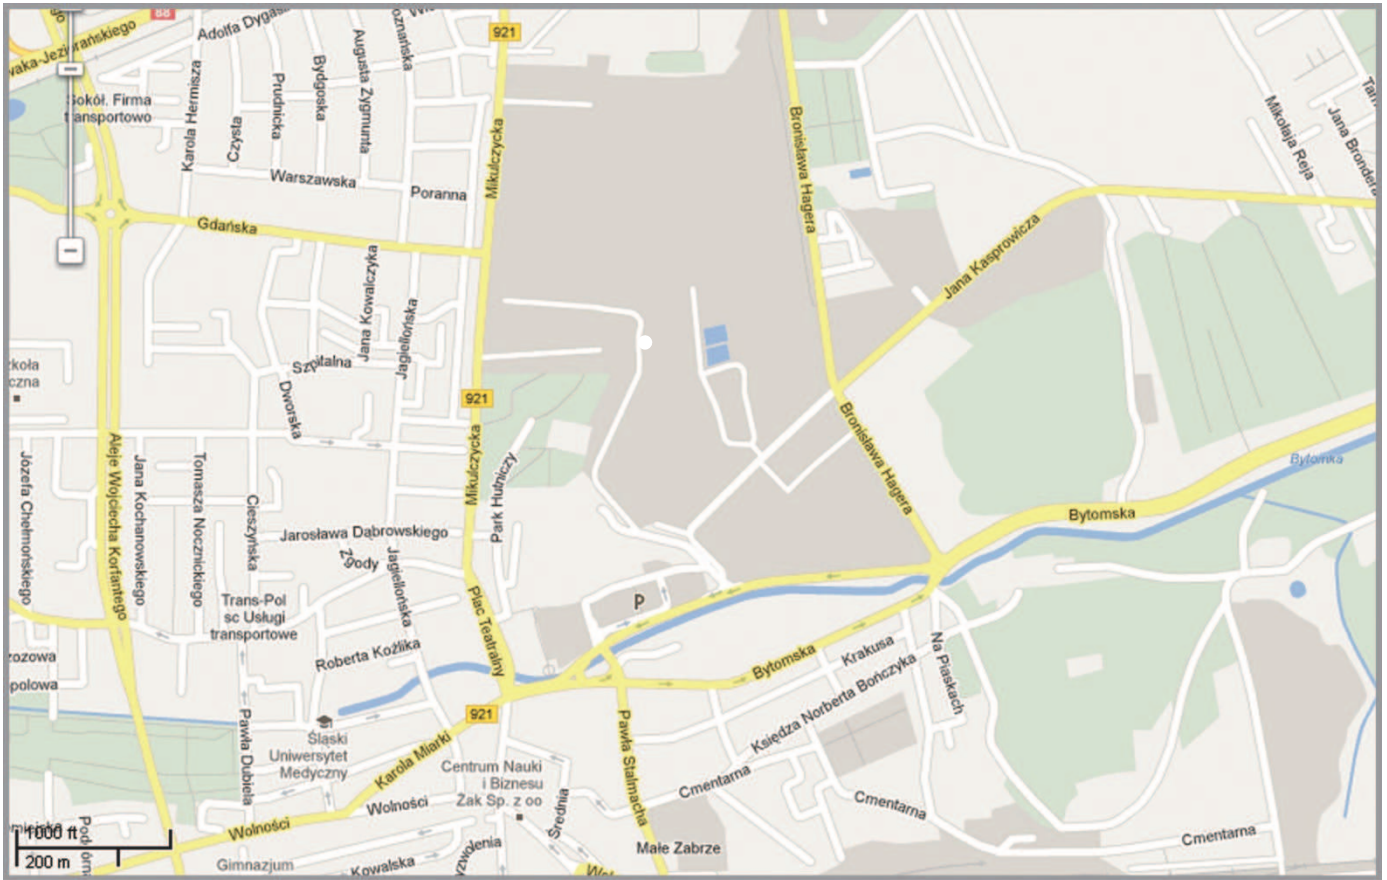 88
921
Adolfa Dygasi
Karola Hermisza
Czysta
Prudnicka
Bydgoska
Augusta Zygmunta
Sokół. Firma
transportowo
Warszawska
Poranna
Gdańska
Mikulczycka
Bronisława Hagera
Mikołaja Reja
Jana Brondera
Jana Kasprowicza
Jana Kowalczyka
Jagiellońska
Szpitalna
Dworska
921
Mikulczycka
Bronisława Hagera
Park Hutniczy
Bytomka
Bytomska
Józefa Chełmońskiego
Aleje Wojciecha Korfantego
Jana Kochanowskiego
Tomasza Nocznickiego
Cieszyńska
Jarosława Dąbrowskiego
Zgody
Jagiellońska
Trans-Pol
sc Usługi
transportowe
Plac Teatralny
P
Roberta Koźlika
Bytomska
Krakusa
Księdza Norberta Bończyka
Na Piaskach
921
Śląski
Uniwersytet
Medyczny
Pawła Dubiela
Karola Miarki
Centrum Nauki
i Biznesu
Żak Sp. z oo
Pawła Stalmacha
Średnia
Cmentarna
Cmentarna
Cmentarna
Wolności
Wolności
Małe Zabrze
Gimnazjum
Kowalska
1000 ft
200 m